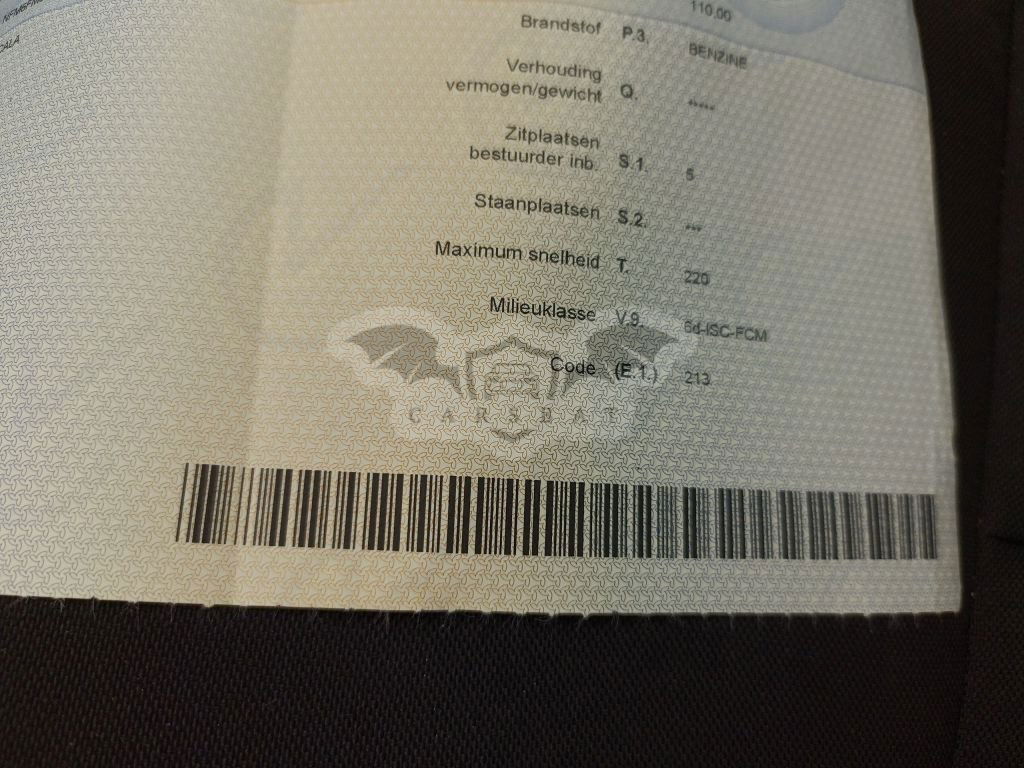 110.00
Brandstof P.3. BENZINE
Verhouding
vermogen/gewicht Q. *****
Zitplaatsen
bestuurder inb. S.1. 5
Staanplaatsen S.2. ***
Maximum snelheid T. 220
Milieuklasse V.9. 6d-ISC-FCM
Code (E.1.) 213
CARXBAT